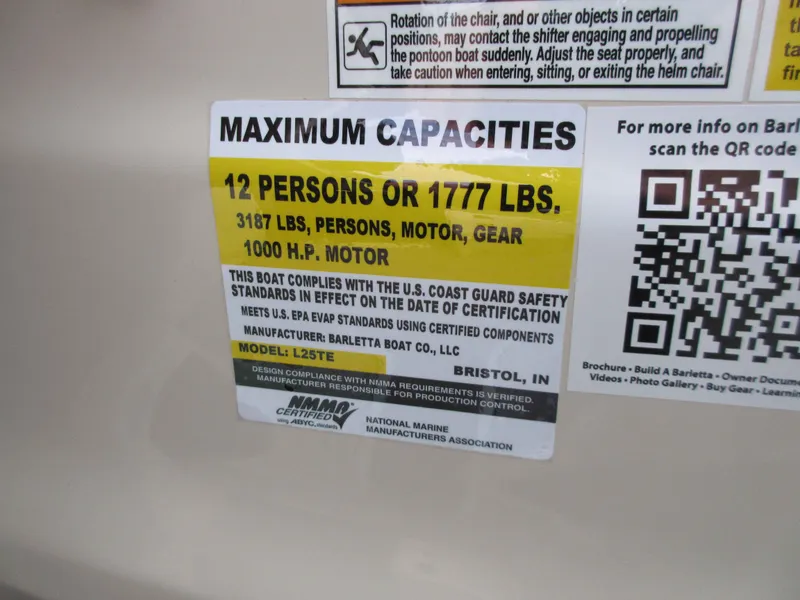 Rotation of the chair, and or other objects in certain
positions, may contact the shifter engaging and propelling
the pontoon boat suddenly. Adjust the seat properly, and
take caution when entering, sitting, or exiting the helm chair.
MAXIMUM CAPACITIES
12 PERSONS OR 1777 LBS.
3187 LBS, PERSONS, MOTOR, GEAR
1000 H.P. MOTOR
THIS BOAT COMPLIES WITH THE U.S. COAST GUARD SAFETY
STANDARDS IN EFFECT ON THE DATE OF CERTIFICATION
MEETS U.S. EPA EVAP STANDARDS USING CERTIFIED COMPONENTS
MANUFACTURER: BARLETTA BOAT CO., LLC
MODEL: L25TE
BRISTOL, IN
DESIGN COMPLIANCE WITH NMMA REQUIREMENTS IS VERIFIED.
MANUFACTURER RESPONSIBLE FOR PRODUCTION CONTROL.
NMMA
CERTIFIED
using ABYC standards
NATIONAL MARINE
MANUFACTURERS ASSOCIATION
For more info on Barl
scan the QR code
Brochure • Build A Barletta • Owner Docume
Videos • Photo Gallery • Buy Gear • Learnin